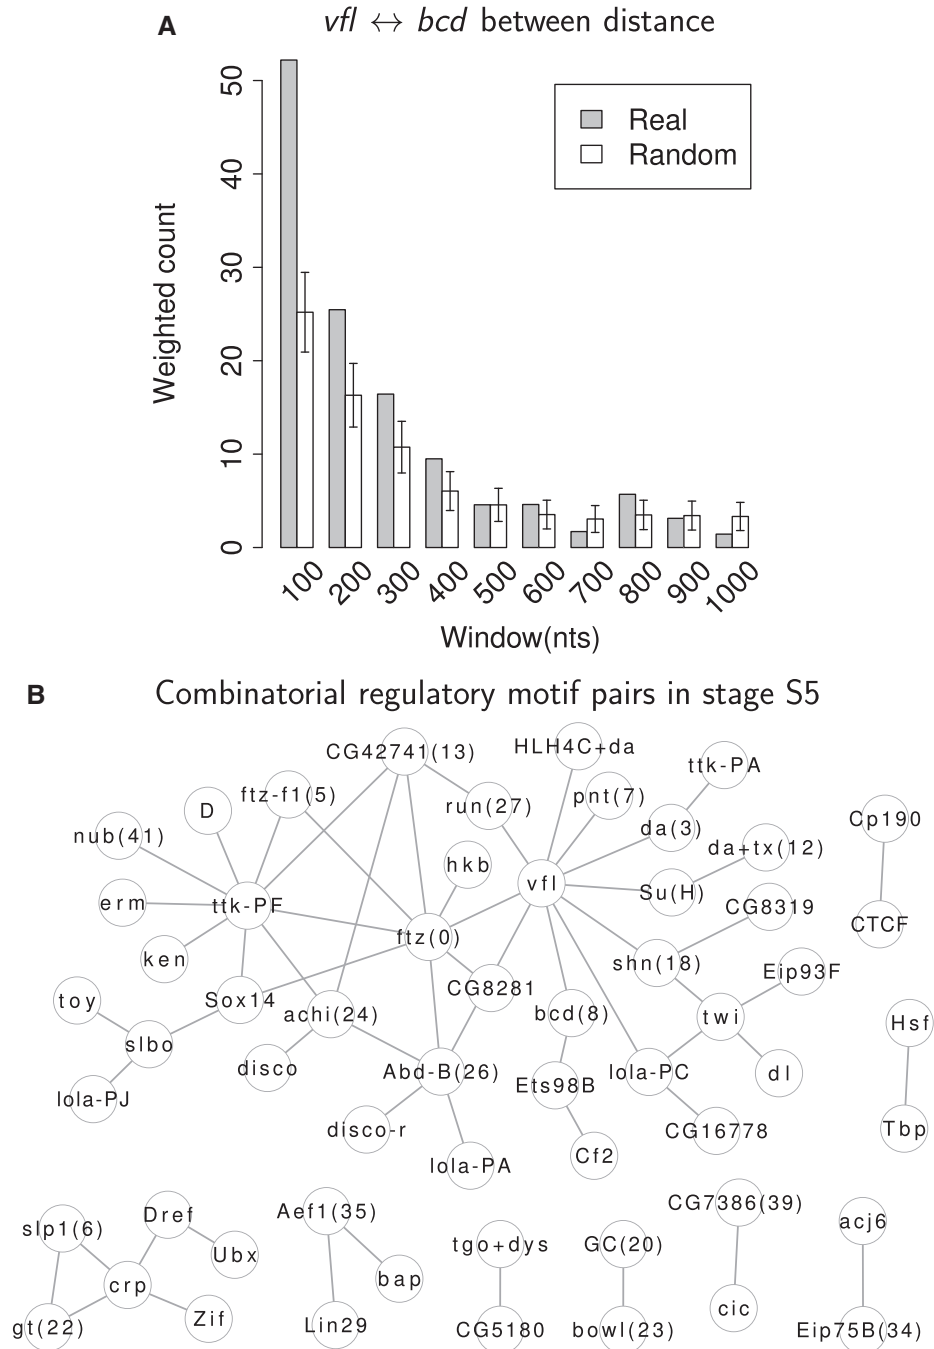 A
vfl ↔ bcd between distance
50
40
30
20
10
0
Weighted count
Real
Random
100
200
300
400
500
600
700
800
900
1000
Window(nts)
B
Combinatorial regulatory motif pairs in stage S5
CG42741(13)
HLH4C+da
ttk-PA
ftz-f1(5)
D
run(27)
pnt(7)
nub(41)
da(3)
Cp190
da+tx(12)
hkb
vfl
Su(H)
erm
ttk-PF
CG8319
CTCF
ftz(0)
ken
shn(18)
Eip93F
CG8281
toy
Sox14
achi(24)
bcd(8)
twi
Hsf
slbo
disco
Abd-B(26)
Ets98B
lola-PC
dl
lola-PJ
disco-r
CG16778
Tbp
lola-PA
Cf2
slp1(6)
Dref
Aef1(35)
CG7386(39)
acj6
Ubx
tgo+dys
GC(20)
crp
bap
cic
gt(22)
Zif
Lin29
CG5180
bowl(23)
Eip75B(34)